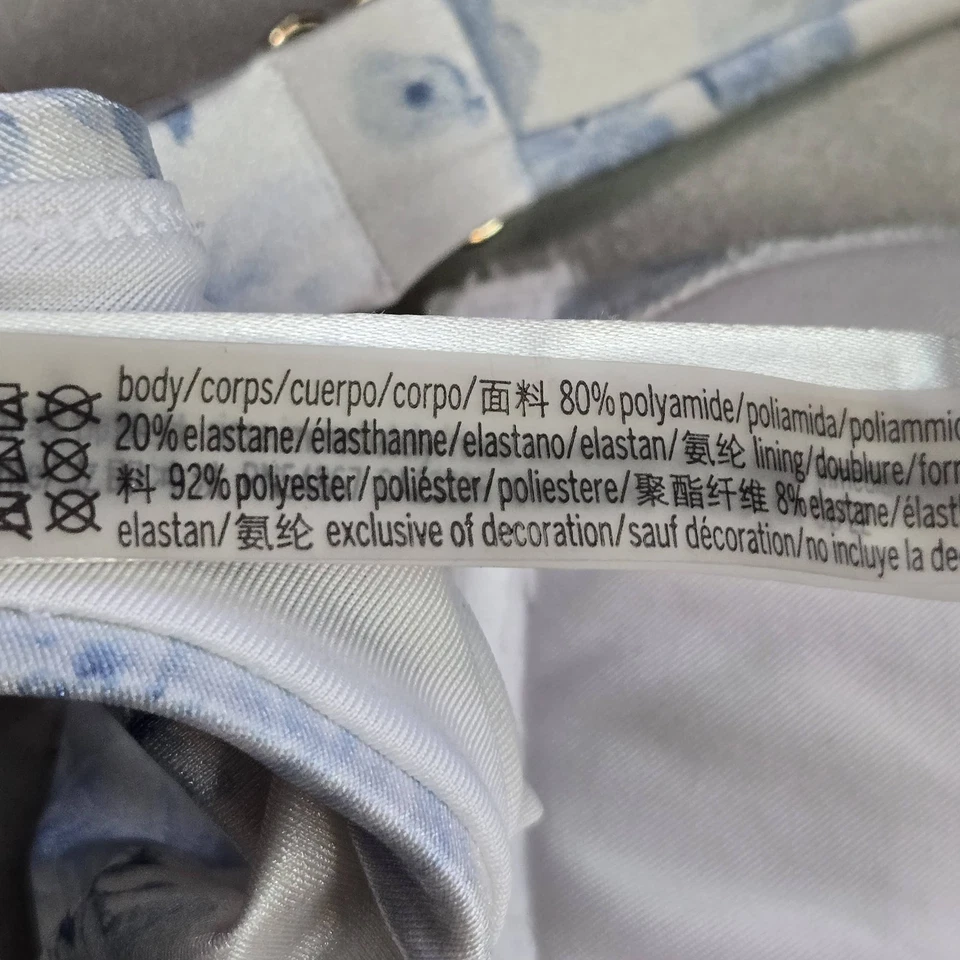 body/corps/cuerpo/corpo/面料 80% polyamide/poliamida/poliammid
20% elastane/élasthanne/elastano/elastan/氨纶 lining/doublure/for
料 92% polyester/poliéster/poliestere/聚酯纤维 8% elastane/élast
elastan/氨纶 exclusive of decoration/sauf décoration/no incluye la de